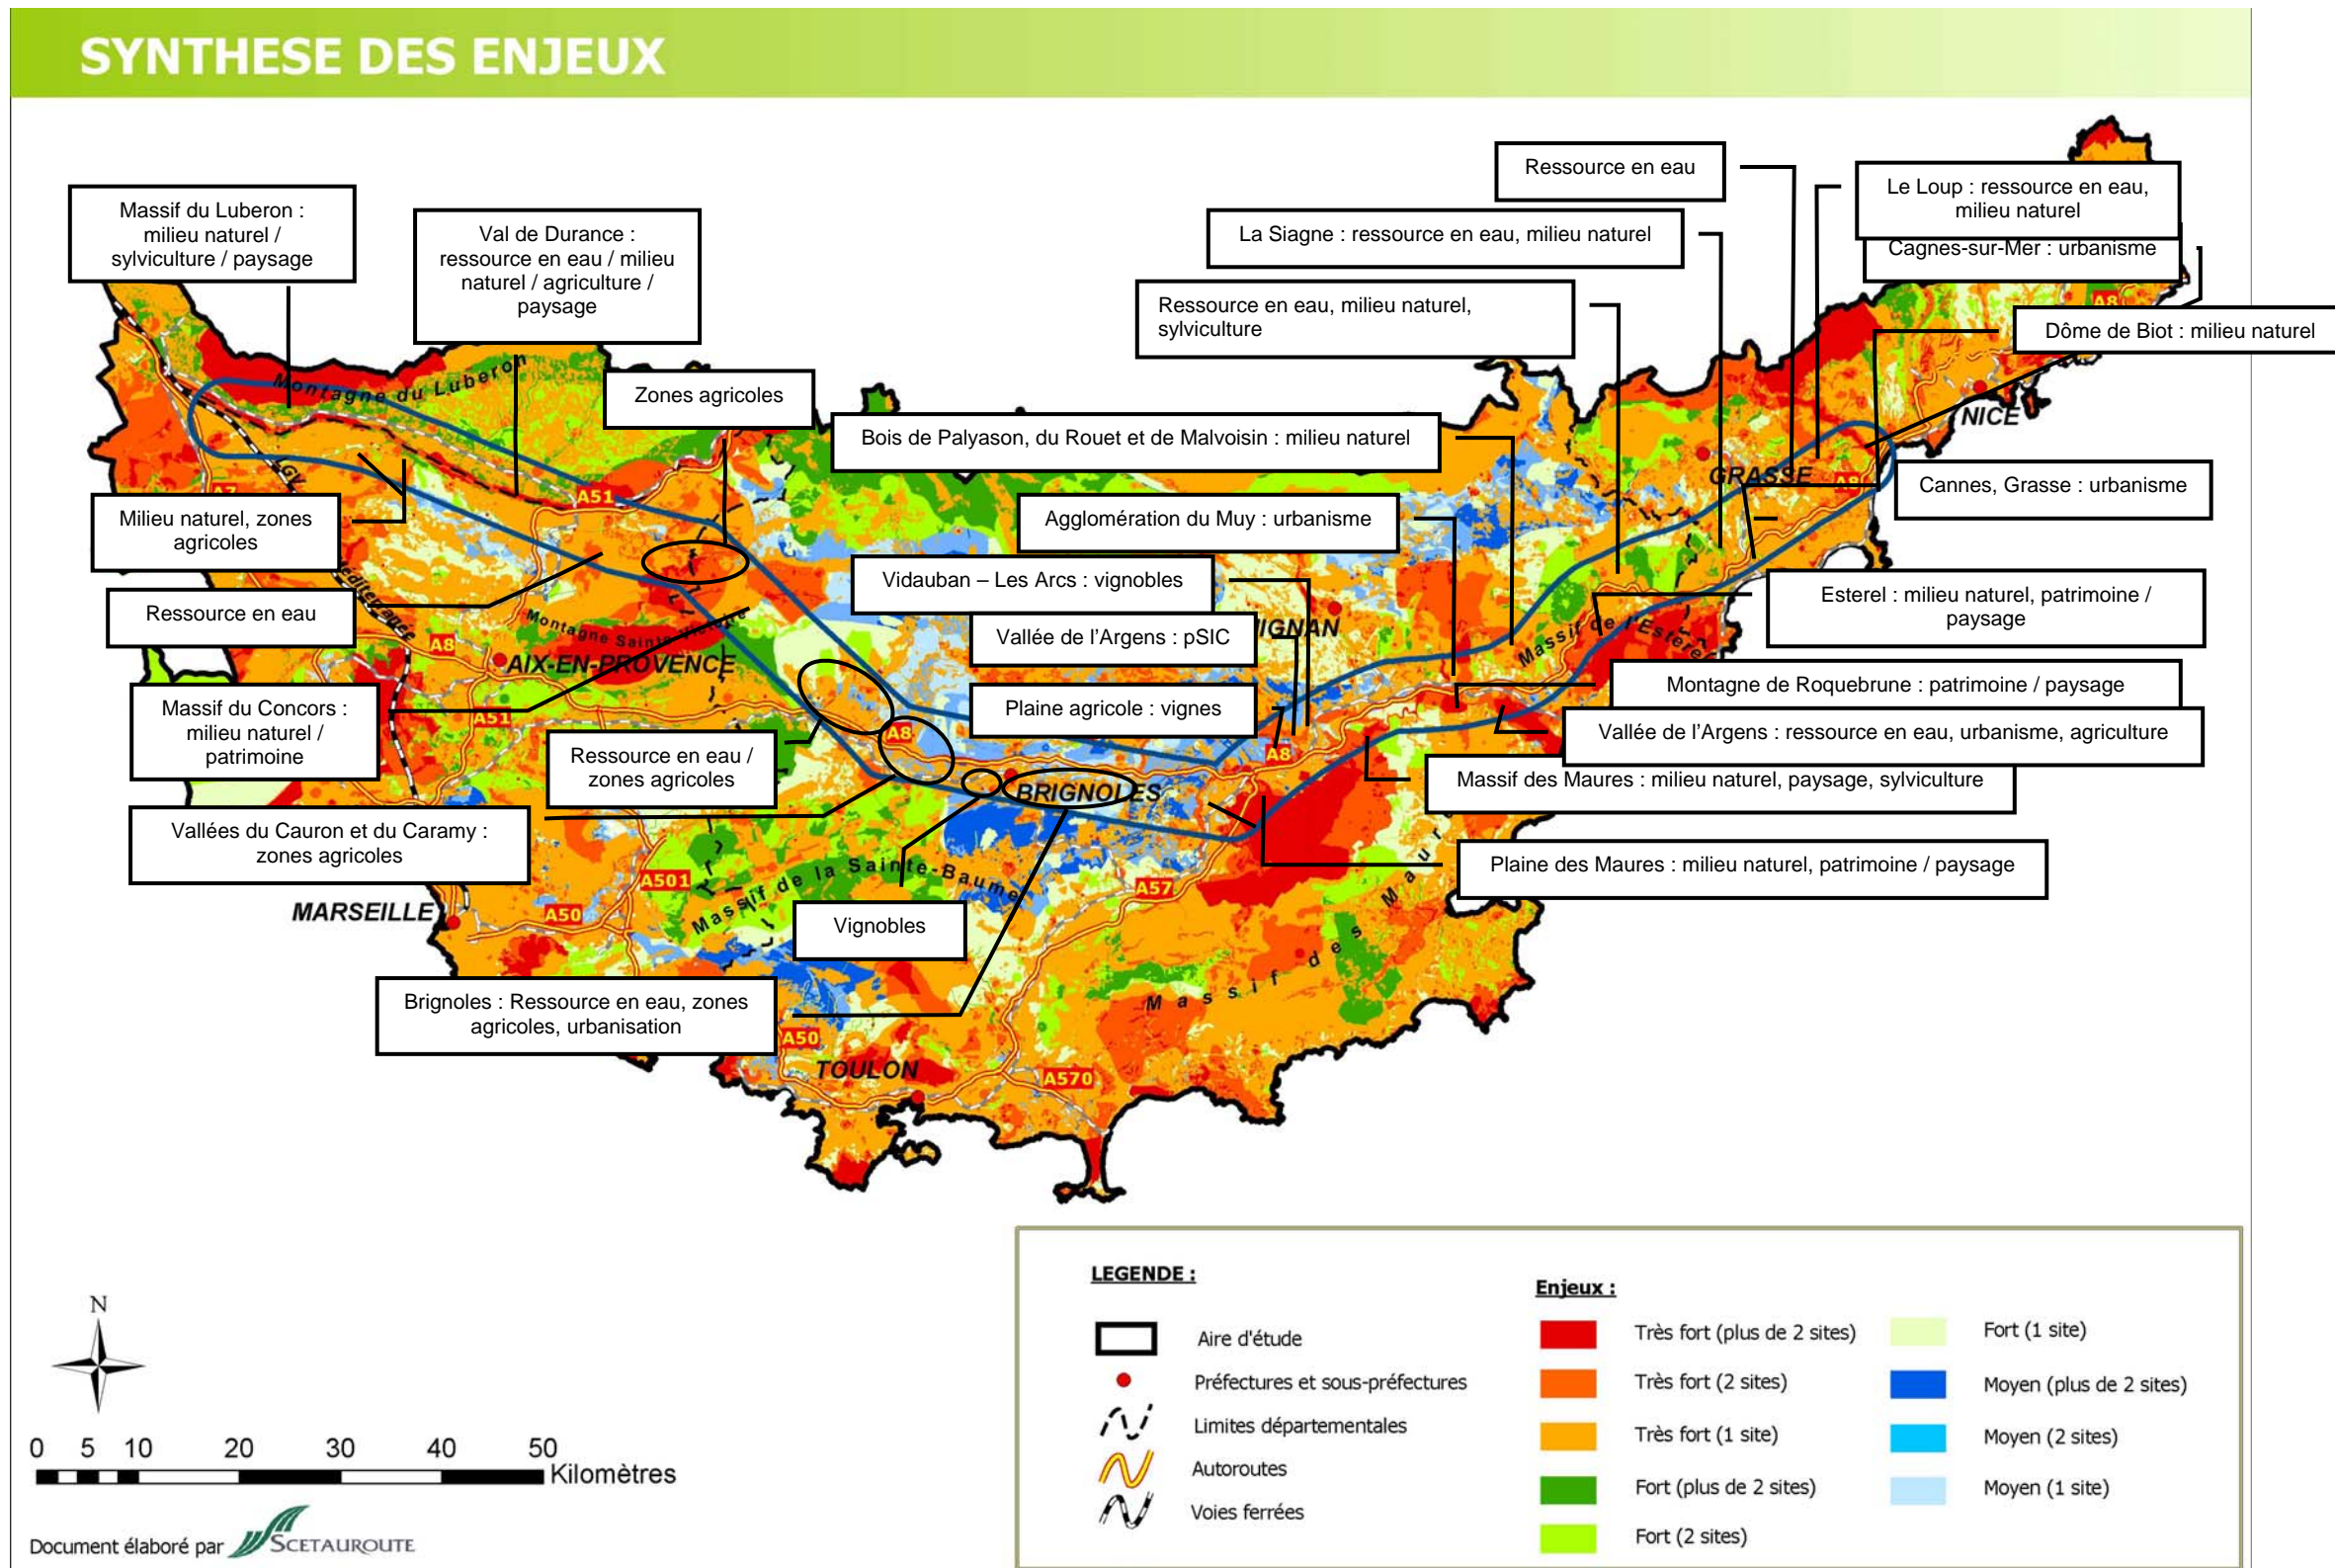 SYNTHESE DES ENJEUX
Ressource en eau
Le Loup : ressource en eau,
milieu naturel
Cagnes-sur-Mer : urbanisme
Massif du Luberon :
milieu naturel /
sylviculture / paysage
Val de Durance :
ressource en eau / milieu
naturel / agriculture /
paysage
La Siagne : ressource en eau, milieu naturel
Ressource en eau, milieu naturel,
sylviculture
A8
Dôme de Biot : milieu naturel
Montagne du Luberon
Zones agricoles
NICE
Bois de Palyason, du Rouet et de Malvoisin : milieu naturel
GRASSE
A8
Cannes, Grasse : urbanisme
LGV
A7
A51
Milieu naturel, zones
agricoles
Agglomération du Muy : urbanisme
Vidauban – Les Arcs : vignobles
Méditerranée
Ressource en eau
Esterel : milieu naturel, patrimoine /
paysage
Montagne Sainte-Victoire
Vallée de l'Argens : pSIC
IGNAN
Massif de l'Esterel
A8
AIX-EN-PROVENCE
Massif du Concors :
milieu naturel /
patrimoine
A51
Plaine agricole : vignes
Montagne de Roquebrune : patrimoine / paysage
Vallée de l'Argens : ressource en eau, urbanisme, agriculture
Ressource en eau /
zones agricoles
A8
A8
Massif des Maures : milieu naturel, paysage, sylviculture
BRIGNOLES
Vallées du Cauron et du Caramy :
zones agricoles
Plaine des Maures : milieu naturel, patrimoine / paysage
A501
Massif de la Sainte-Baume
A57
MARSEILLE
A50
Vignobles
Massif des Maures
Brignoles : Ressource en eau, zones
agricoles, urbanisation
A50
TOULON
A570
LEGENDE :
Aire d'étude
Préfectures et sous-préfectures
Limites départementales
Autoroutes
Voies ferrées
Enjeux :
Très fort (plus de 2 sites)
Très fort (2 sites)
Très fort (1 site)
Fort (plus de 2 sites)
Fort (2 sites)
Fort (1 site)
Moyen (plus de 2 sites)
Moyen (2 sites)
Moyen (1 site)
N
0 5 10 20 30 40 50
Kilomètres
Document élaboré par SCETAUROUTE